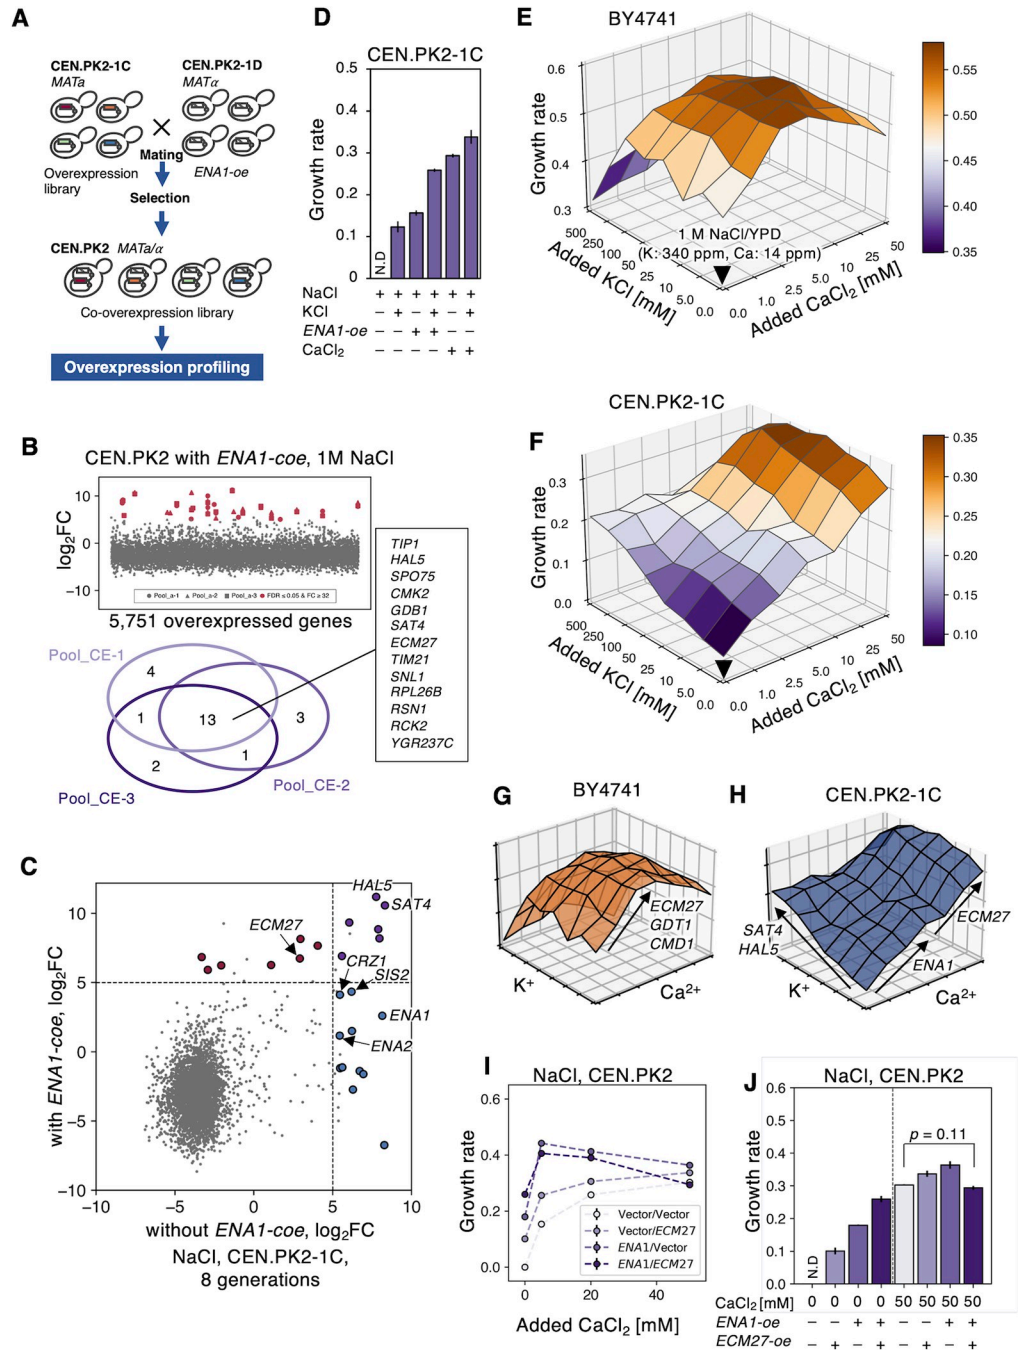 A
CEN.PK2-1C
MATa
CEN.PK2-1D
MATα
Overexpression
library
Mating
ENA1-oe
Selection
CEN.PK2 MATa/α
Co-overexpression library
Overexpression profiling
B
CEN.PK2 with ENA1-coe, 1M NaCl
log2FC
10
0
−10
Pool_a-1 Pool_a-2 Pool_a-3 FDR ≤ 0.05 & FC ≥ 32
5,751 overexpressed genes
Pool_CE-1
4
1
13
3
2
1
Pool_CE-2
Pool_CE-3
TIP1
HAL5
SPO75
CMK2
GDB1
SAT4
ECM27
TIM21
SNL1
RPL26B
RSN1
RCK2
YGR237C
C
with ENA1-coe, log2FC
10
5
0
−5
−10
HAL5
SAT4
ECM27
CRZ1
SIS2
ENA1
ENA2
−10 −5 0 5 10
without ENA1-coe, log2FC
NaCl, CEN.PK2-1C,
8 generations
D
CEN.PK2-1C
Growth rate
0.5
0.4
0.3
0.2
0.1
0
N.D
NaCl + + + + + +
KCl − + − + − +
ENA1-oe − − + + − −
CaCl2 − − − − + +
E
BY4741
Growth rate
0.6
0.5
0.4
0.3
1 M NaCl/YPD
(K: 340 ppm, Ca: 14 ppm)
500 250 100 50 25 10 5.0 0.0
Added KCl [mM]
0.0 1.0 2.5 5.0 10 25 50
Added CaCl2 [mM]
0.55
0.50
0.45
0.40
0.35
F
CEN.PK2-1C
Growth rate
0.3
0.2
0.1
0.0
500 250 100 50 25 10 5.0 0.0
Added KCl [mM]
0.0 1.0 2.5 5.0 10 25 50
Added CaCl2 [mM]
0.35
0.30
0.25
0.20
0.15
0.10
G
BY4741
ECM27
GDT1
CMD1
K+
Ca2+
H
CEN.PK2-1C
SAT4
HAL5
ECM27
ENA1
K+
Ca2+
I
NaCl, CEN.PK2
Growth rate
0.6
0.4
0.2
0.0
Vector/Vector
Vector/ECM27
ENA1/Vector
ENA1/ECM27
0 20 40
Added CaCl2 [mM]
J
NaCl, CEN.PK2
Growth rate
0.6
0.5
0.4
0.3
0.2
0.1
0.0
p = 0.11
N.D
CaCl2 [mM] 0 0 0 0 50 50 50 50
ENA1-oe − − + + − − + +
ECM27-oe − + − + − + − +